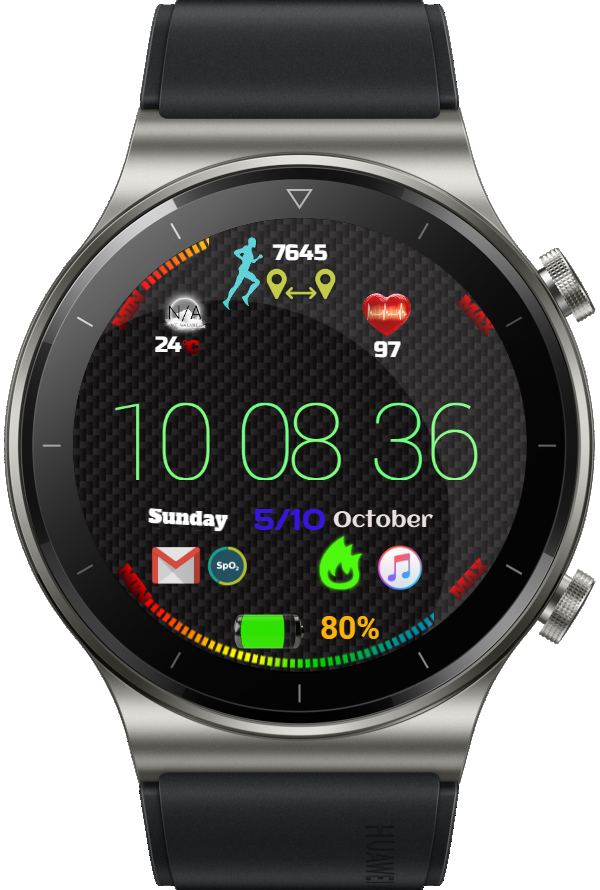 7645
MIN
MAX
N/A
24°C
97
10 08 36
Sunday 5/10 October
SpO₂
MIN
MAX
80%
HUAWEI